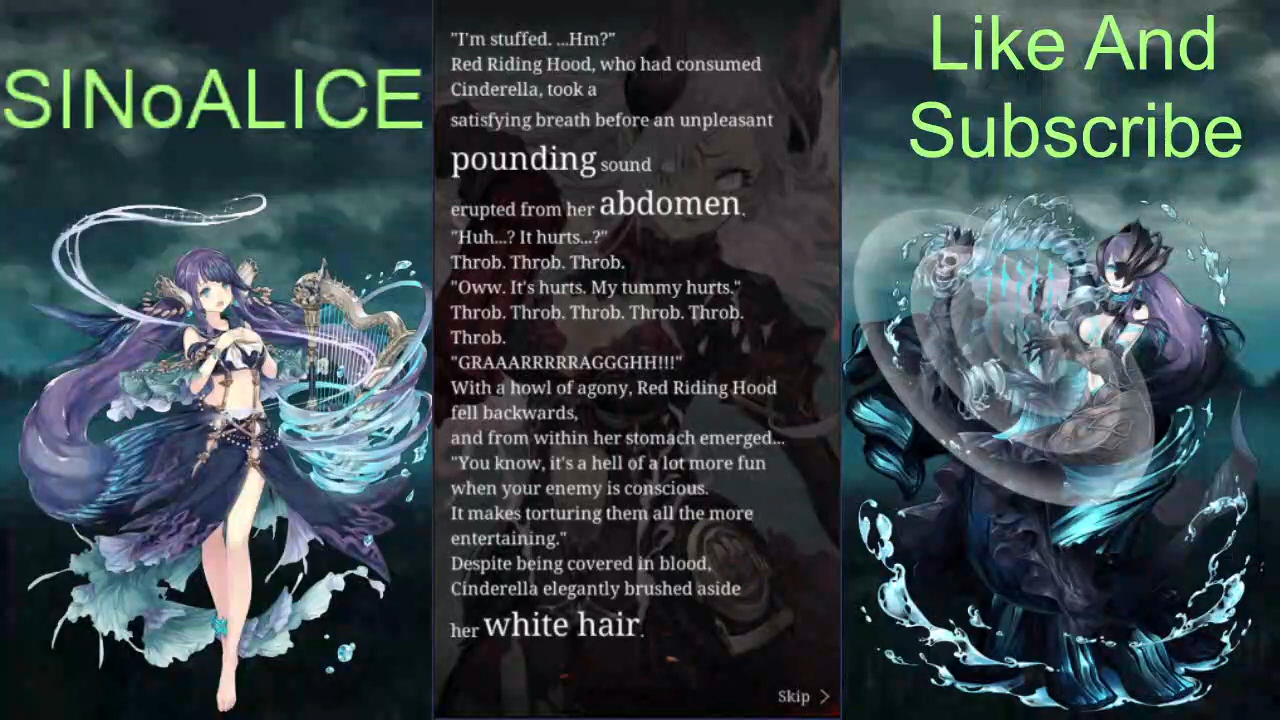 SINoALICE
"I'm stuffed. ...Hm?"
Red Riding Hood, who had consumed
Cinderella, took a
satisfying breath before an unpleasant
pounding sound
erupted from her abdomen.
"Huh...? It hurts...?"
Throb. Throb. Throb.
"Oww. It's hurts. My tummy hurts."
Throb. Throb. Throb. Throb. Throb.
Throb.
"GRAAARRRRRAGGGHH!!!"
With a howl of agony, Red Riding Hood
fell backwards,
and from within her stomach emerged...
"You know, it's a hell of a lot more fun
when your enemy is conscious.
It makes torturing them all the more
entertaining."
Despite being covered in blood,
Cinderella elegantly brushed aside
her white hair.
Skip >
Like And
Subscribe